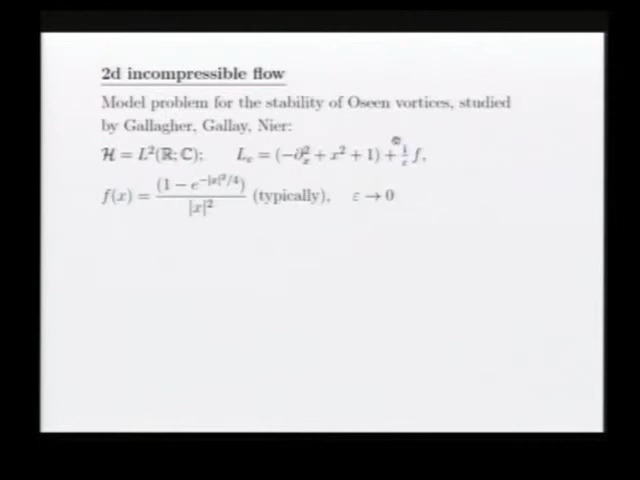 2d incompressible flow
Model problem for the stability of Oseen vortices, studied
by Gallagher, Gallay, Nier:
ℋ = L²(ℝ; ℂ); L_ε = (−∂²_x + x² + 1) + i/ε f,
f(x) = (1 − e^{−|x|²/4}) / |x|² (typically), ε → 0